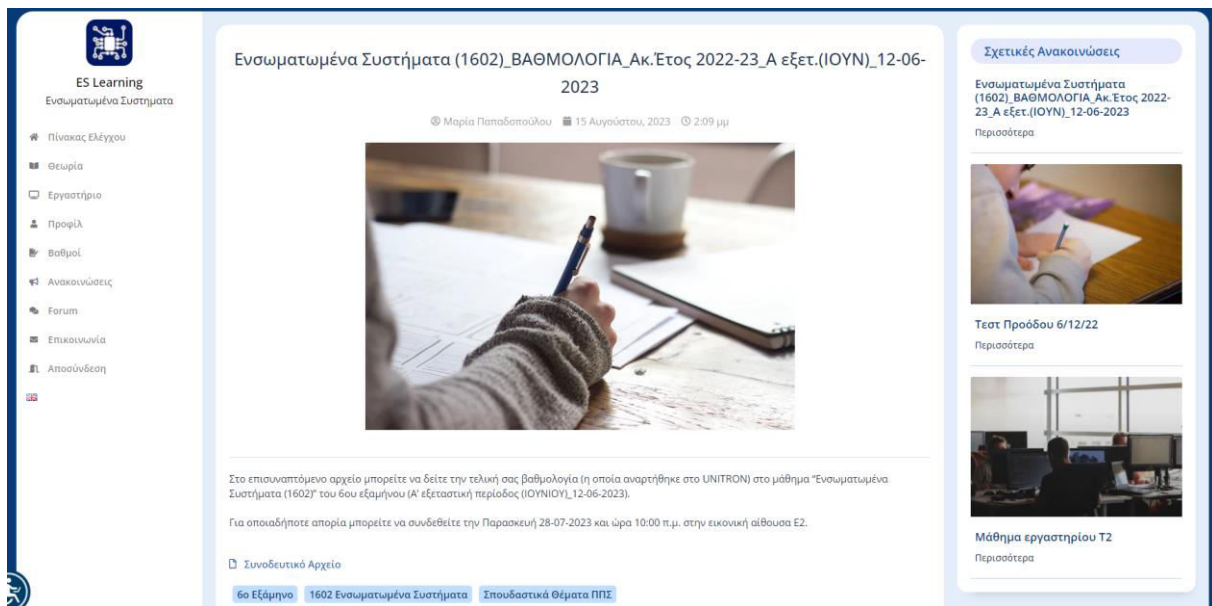 ES Learning
Ενσωματωμένα Συστηματα
Πίνακας Ελέγχου
Θεωρία
Εργαστήριο
Προφίλ
Βαθμοί
Ανακοινώσεις
Forum
Επικοινωνία
Αποσύνδεση
Ενσωματωμένα Συστήματα (1602)_ΒΑΘΜΟΛΟΓΙΑ_Ακ.Έτος 2022-23_Α εξετ.(ΙΟΥΝ)_12-06-
2023
Μαρία Παπαδοπούλου 15 Αυγούστου, 2023 2:09 μμ
Στο επισυναπτόμενο αρχείο μπορείτε να δείτε την τελική σας βαθμολογία (η οποία αναρτήθηκε στο UNITRON) στο μάθημα “Ενσωματωμένα
Συστήματα (1602)” του 6ου εξαμήνου (Α’ εξεταστική περίοδος (ΙΟΥΝΙΟΥ)_12-06-2023).
Για οποιαδήποτε απορία μπορείτε να συνδεθείτε την Παρασκευή 28-07-2023 και ώρα 10:00 π.μ. στην εικονική αίθουσα Ε2.
Συνοδευτικό Αρχείο
6ο Εξάμηνο 1602 Ενσωματωμένα Συστήματα Σπουδαστικά Θέματα ΠΠΣ
Σχετικές Ανακοινώσεις
Ενσωματωμένα Συστήματα
(1602)_ΒΑΘΜΟΛΟΓΙΑ_Ακ.Έτος 2022-
23_Α εξετ.(ΙΟΥΝ)_12-06-2023
Περισσότερα
Τεστ Προόδου 6/12/22
Περισσότερα
Μάθημα εργαστηρίου Τ2
Περισσότερα